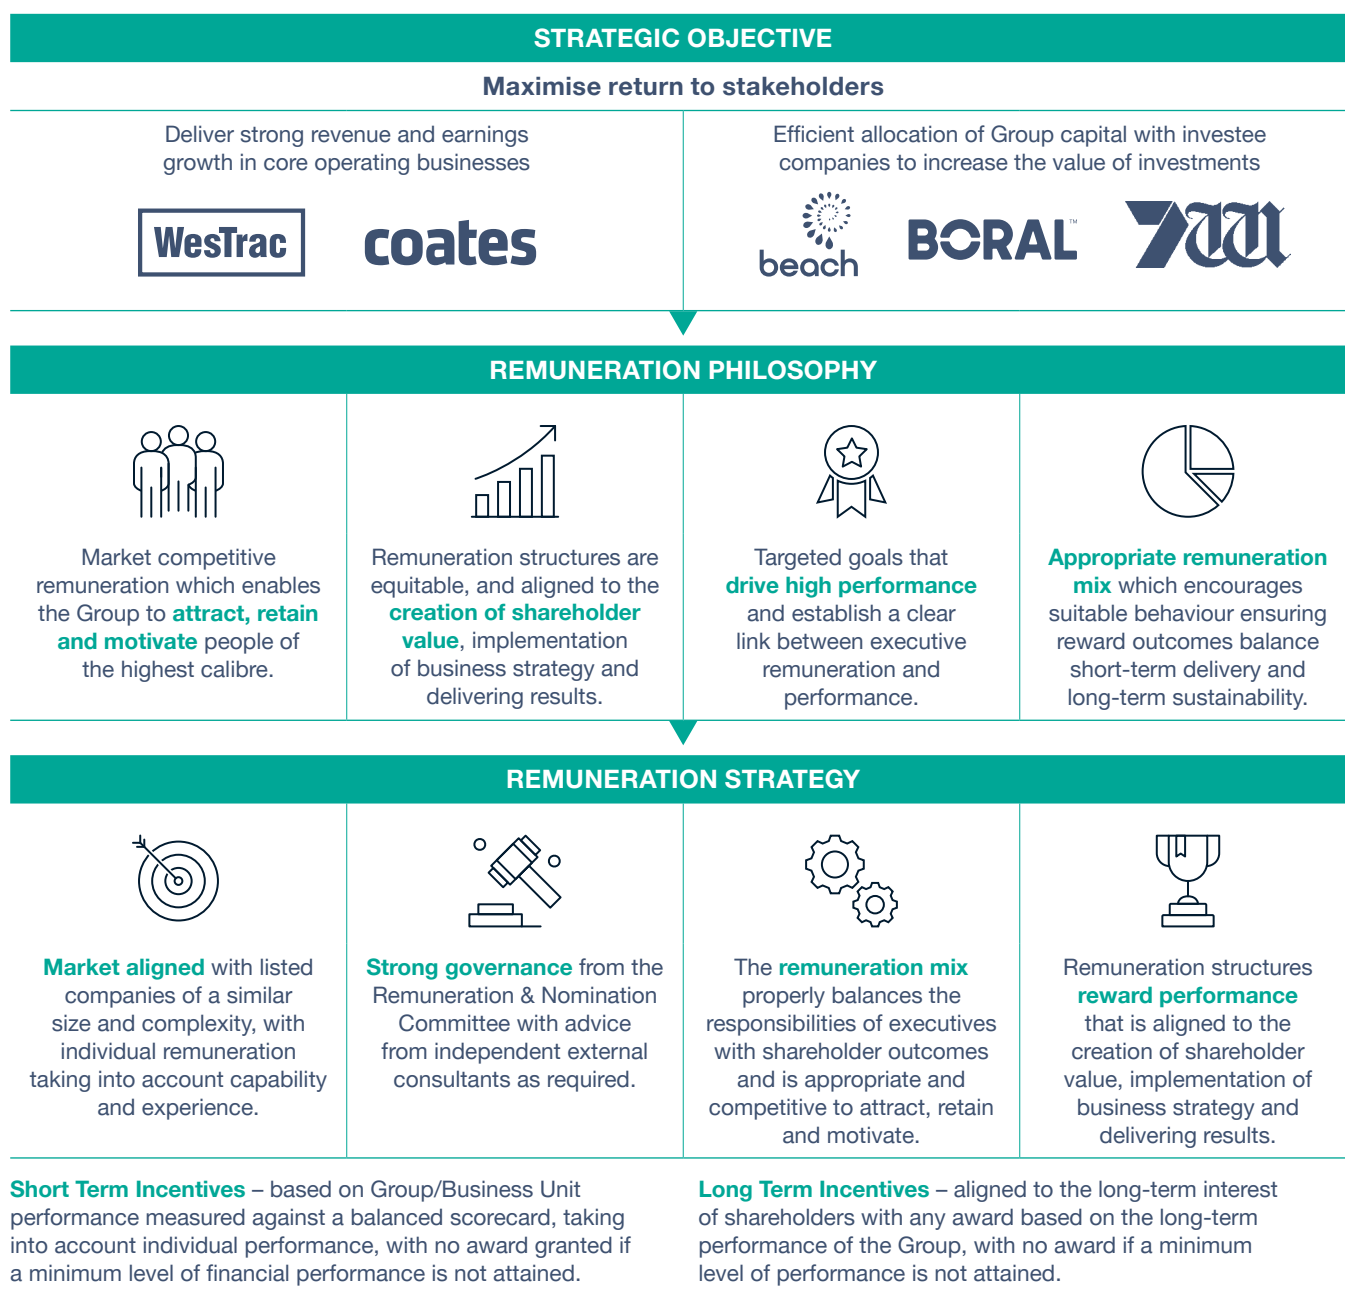 STRATEGIC OBJECTIVE
Maximise return to stakeholders
Deliver strong revenue and earnings
growth in core operating businesses
WesTrac
coates
Efficient allocation of Group capital with investee
companies to increase the value of investments
beach
BORAL™
7
REMUNERATION PHILOSOPHY
Market competitive
remuneration which enables
the Group to attract, retain
and motivate people of
the highest calibre.
Remuneration structures are
equitable, and aligned to the
creation of shareholder
value, implementation
of business strategy and
delivering results.
Targeted goals that
drive high performance
and establish a clear
link between executive
remuneration and
performance.
Appropriate remuneration
mix which encourages
suitable behaviour ensuring
reward outcomes balance
short-term delivery and
long-term sustainability.
REMUNERATION STRATEGY
Market aligned with listed
companies of a similar
size and complexity, with
individual remuneration
taking into account capability
and experience.
Strong governance from the
Remuneration & Nomination
Committee with advice
from independent external
consultants as required.
The remuneration mix
properly balances the
responsibilities of executives
with shareholder outcomes
and is appropriate and
competitive to attract, retain
and motivate.
Remuneration structures
reward performance
that is aligned to the
creation of shareholder
value, implementation of
business strategy and
delivering results.
Short Term Incentives – based on Group/Business Unit
performance measured against a balanced scorecard, taking
into account individual performance, with no award granted if
a minimum level of financial performance is not attained.
Long Term Incentives – aligned to the long-term interest
of shareholders with any award based on the long-term
performance of the Group, with no award if a minimum
level of performance is not attained.